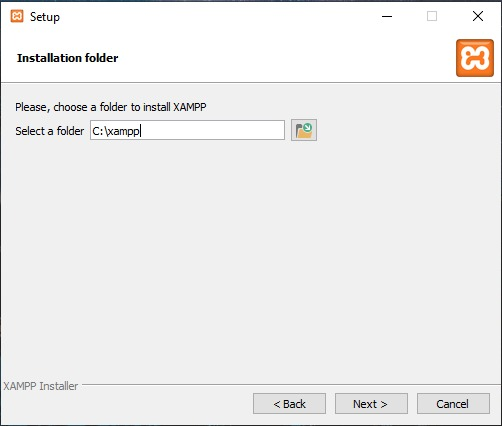 Setup
Installation folder
Please, choose a folder to install XAMPP
Select a folder C:\xampp
XAMPP Installer
< Back Next > Cancel